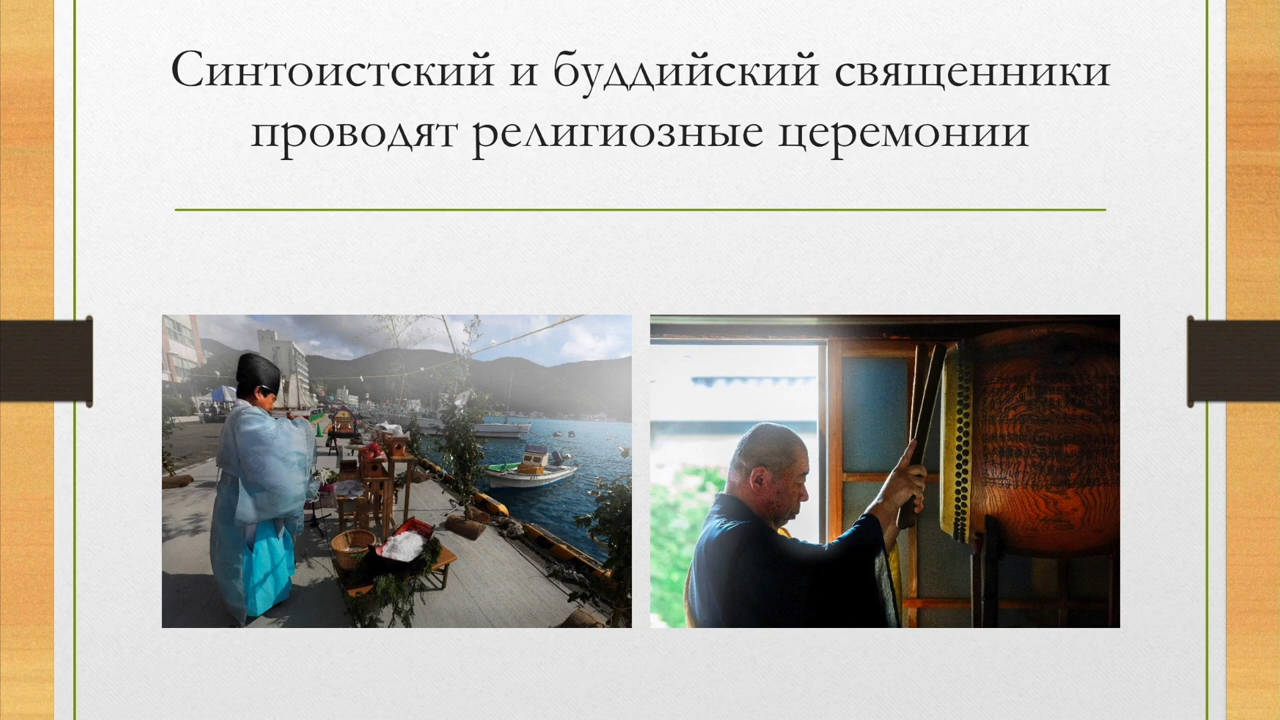 Синтоистский и буддийский священники
проводят религиозные церемонии